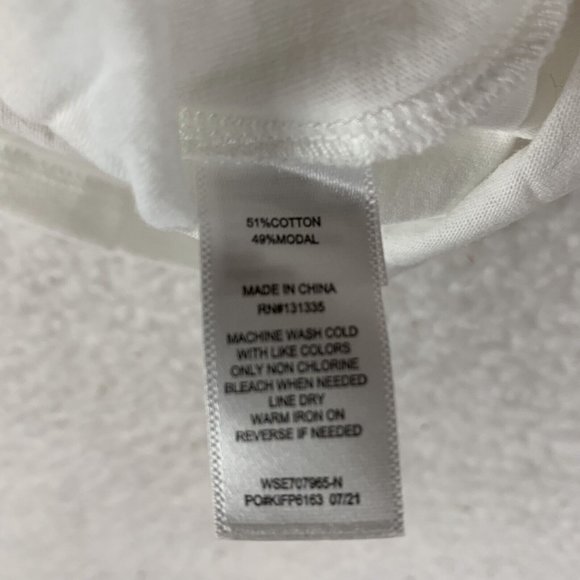 51%COTTON
49%MODAL
MADE IN CHINA
RN#131335
MACHINE WASH COLD
WITH LIKE COLORS
ONLY NON CHLORINE
BLEACH WHEN NEEDED
LINE DRY
WARM IRON ON
REVERSE IF NEEDED
WSE707965-N
PO#KIFP6163 07/21